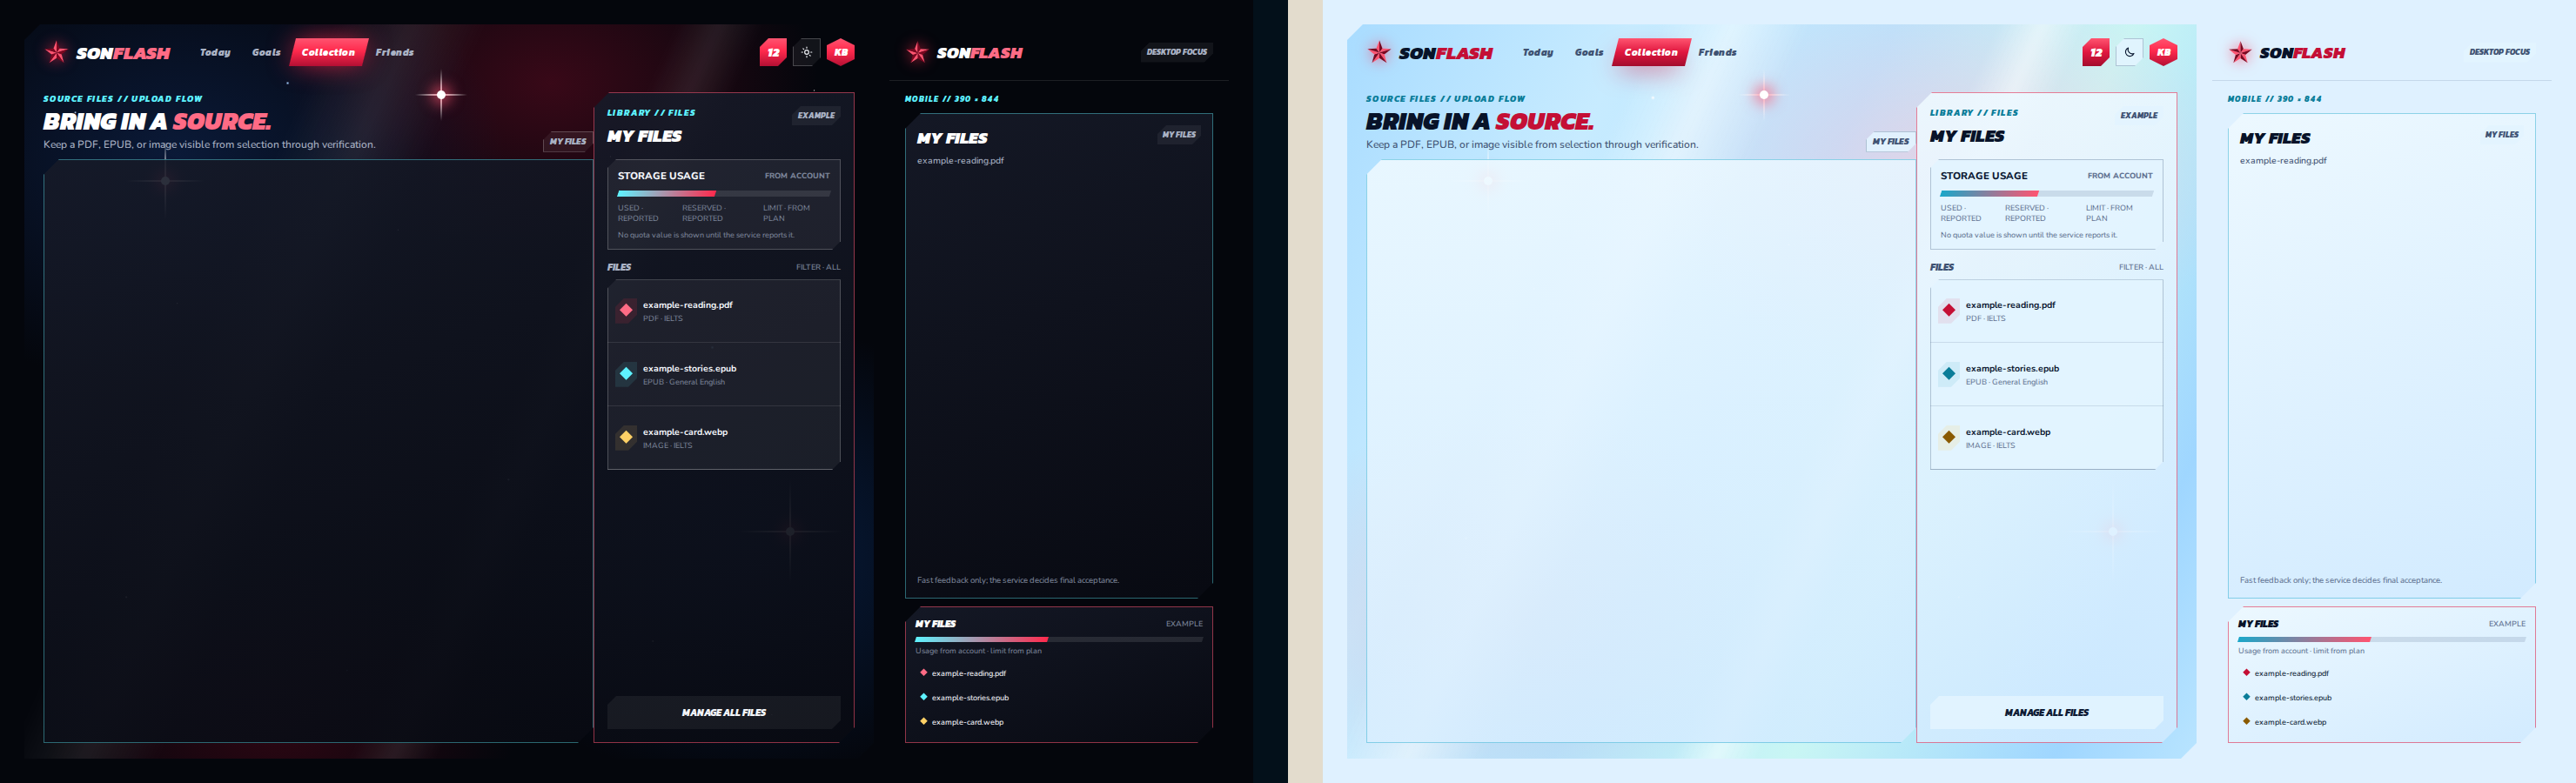 SONFLASH
Today
Goals
Collection
Friends
12
KB
SOURCE FILES // UPLOAD FLOW
BRING IN A SOURCE.
Keep a PDF, EPUB, or image visible from selection through verification.
MY FILES
LIBRARY // FILES
EXAMPLE
MY FILES
STORAGE USAGE
FROM ACCOUNT
USED · REPORTED
RESERVED · REPORTED
LIMIT · FROM PLAN
No quota value is shown until the service reports it.
FILES
FILTER · ALL
example-reading.pdf
PDF · IELTS
example-stories.epub
EPUB · General English
example-card.webp
IMAGE · IELTS
MANAGE ALL FILES
SONFLASH
DESKTOP FOCUS
MOBILE // 390 × 844
MY FILES
MY FILES
example-reading.pdf
Fast feedback only; the service decides final acceptance.
MY FILES
EXAMPLE
Usage from account · limit from plan
example-reading.pdf
example-stories.epub
example-card.webp
SONFLASH
Today
Goals
Collection
Friends
12
KB
SOURCE FILES // UPLOAD FLOW
BRING IN A SOURCE.
Keep a PDF, EPUB, or image visible from selection through verification.
MY FILES
LIBRARY // FILES
EXAMPLE
MY FILES
STORAGE USAGE
FROM ACCOUNT
USED · REPORTED
RESERVED · REPORTED
LIMIT · FROM PLAN
No quota value is shown until the service reports it.
FILES
FILTER · ALL
example-reading.pdf
PDF · IELTS
example-stories.epub
EPUB · General English
example-card.webp
IMAGE · IELTS
MANAGE ALL FILES
SONFLASH
DESKTOP FOCUS
MOBILE // 390 × 844
MY FILES
MY FILES
example-reading.pdf
Fast feedback only; the service decides final acceptance.
MY FILES
EXAMPLE
Usage from account · limit from plan
example-reading.pdf
example-stories.epub
example-card.webp